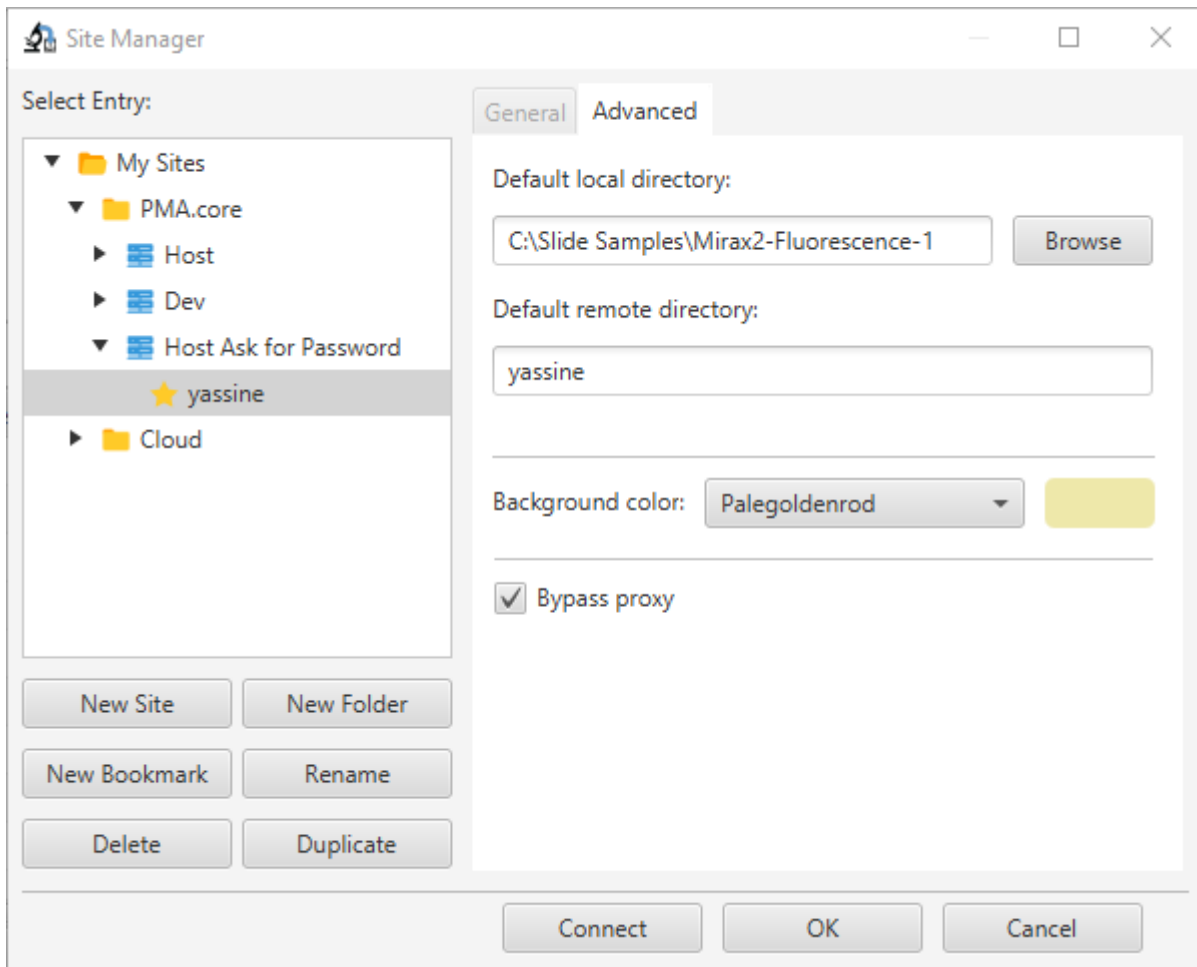 Site Manager
Select Entry:
My Sites
PMA.core
Host
Dev
Host Ask for Password
yassine
Cloud
New Site
New Folder
New Bookmark
Rename
Delete
Duplicate
General
Advanced
Default local directory:
C:\Slide Samples\Mirax2-Fluorescence-1
Browse
Default remote directory:
yassine
Background color:
Palegoldenrod
Bypass proxy
Connect
OK
Cancel